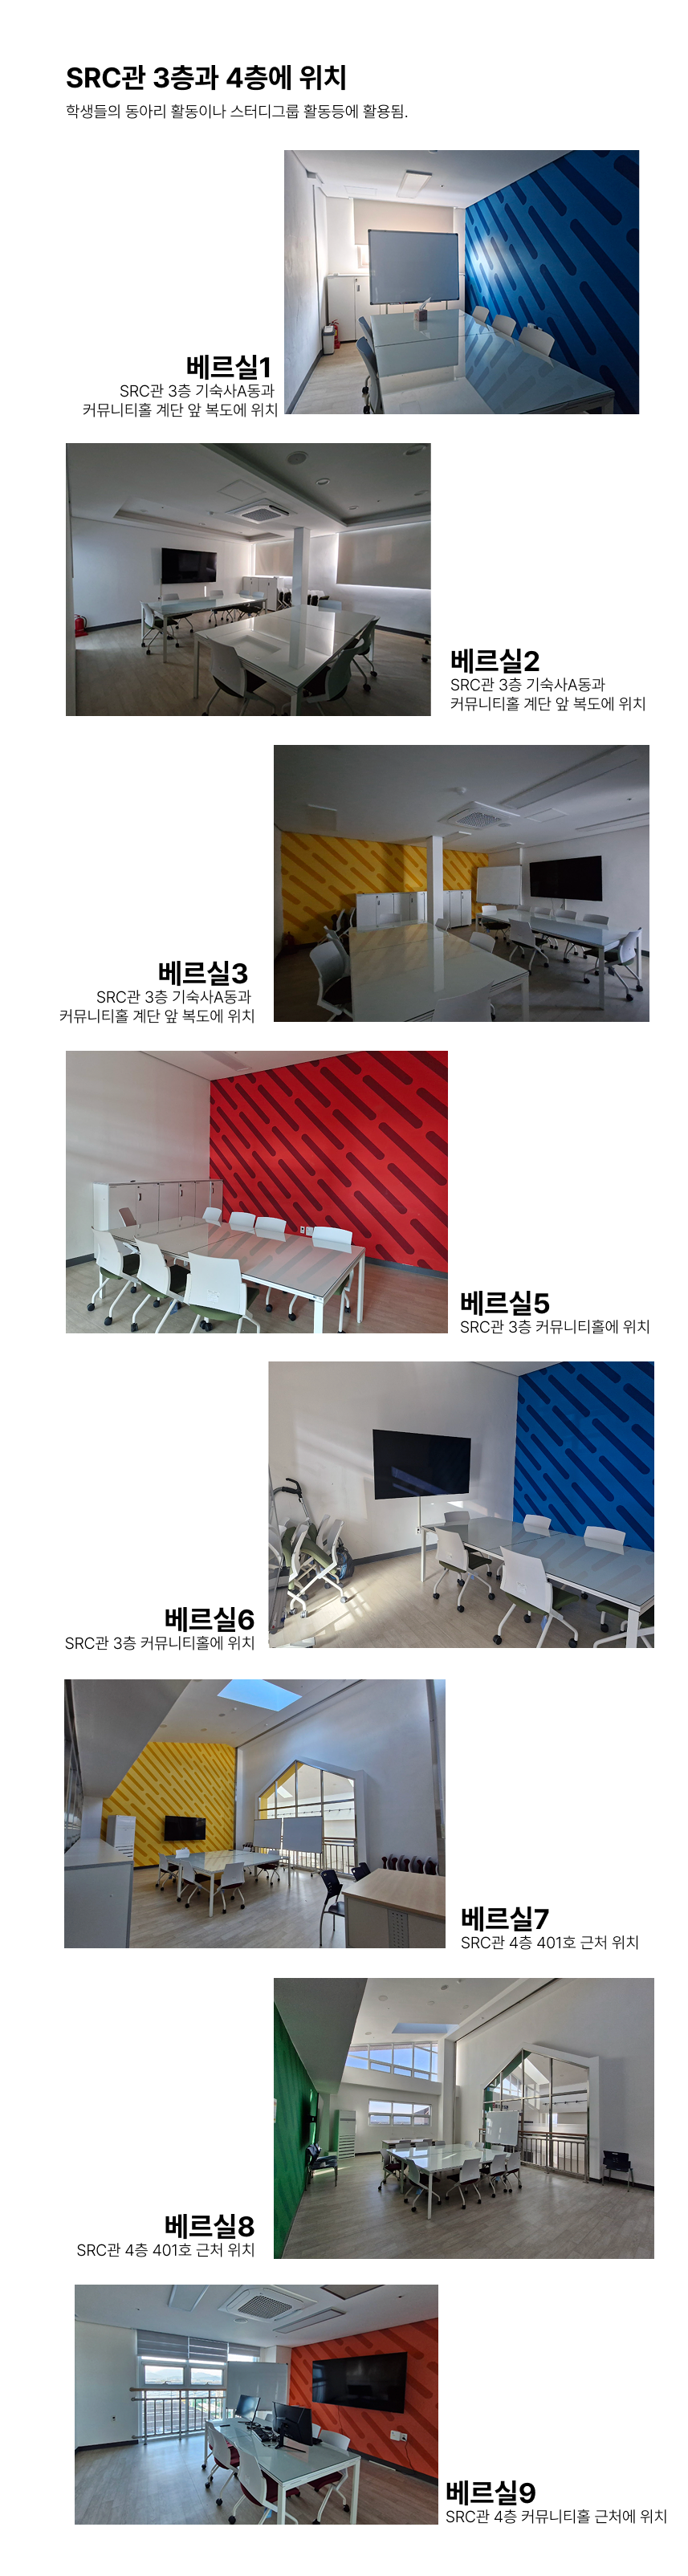 SRC관 3층과 4층에 위치
학생들의 동아리 활동이나 스터디그룹 활동등에 활용됨.
베르실1
SRC관 3층 기숙사A동과
커뮤니티홀 계단 앞 복도에 위치
베르실2
SRC관 3층 기숙사A동과
커뮤니티홀 계단 앞 복도에 위치
베르실3
SRC관 3층 기숙사A동과
커뮤니티홀 계단 앞 복도에 위치
베르실5
SRC관 3층 커뮤니티홀에 위치
베르실6
SRC관 3층 커뮤니티홀에 위치
베르실7
SRC관 4층 401호 근처 위치
베르실8
SRC관 4층 401호 근처 위치
베르실9
SRC관 4층 커뮤니티홀 근처에 위치